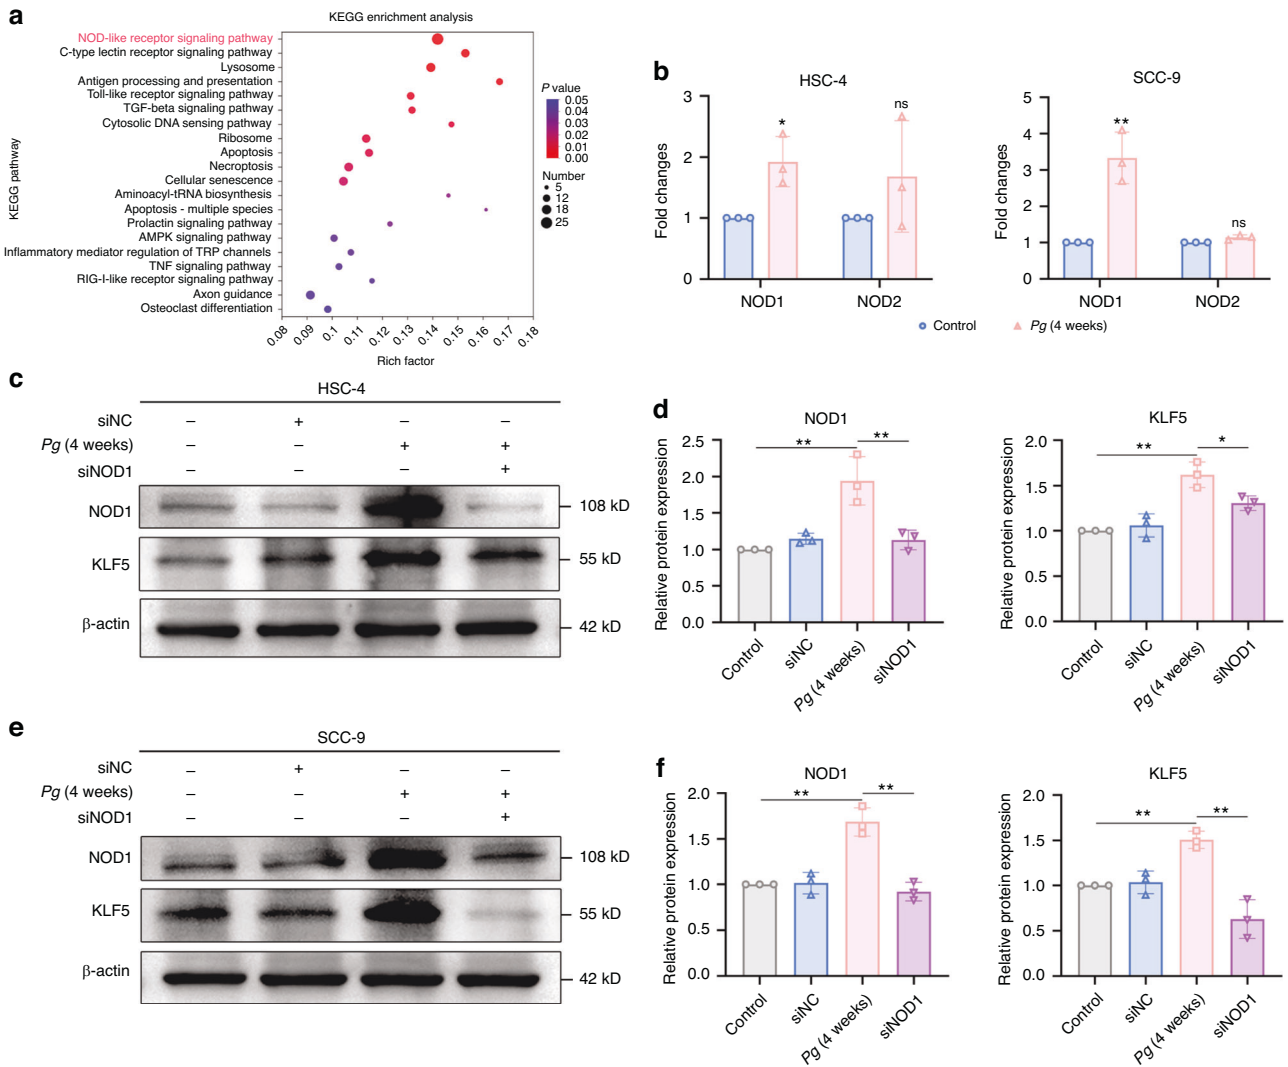 a
KEGG enrichment analysis
KEGG pathway
NOD-like receptor signaling pathway
C-type lectin receptor signaling pathway
Lysosome
Antigen processing and presentation
Toll-like receptor signaling pathway
TGF-beta signaling pathway
Cytosolic DNA sensing pathway
Ribosome
Apoptosis
Necroptosis
Cellular senescence
Aminoacyl-tRNA biosynthesis
Apoptosis - multiple species
Prolactin signaling pathway
AMPK signaling pathway
Inflammatory mediator regulation of TRP channels
TNF signaling pathway
RIG-I-like receptor signaling pathway
Axon guidance
Osteoclast differentiation
0.08 0.09 0.1 0.11 0.12 0.13 0.14 0.15 0.16 0.17 0.18
Rich factor
P value
0.05
0.04
0.03
0.02
0.01
0.00
Number
5
12
18
25
b
HSC-4
Fold changes
3
2
1
0
*
ns
NOD1 NOD2
SCC-9
Fold changes
5
4
3
2
1
0
**
ns
NOD1 NOD2
Control Pg (4 weeks)
c
HSC-4
siNC – + – –
Pg (4 weeks) – – + +
siNOD1 – – – +
NOD1 108 kD
KLF5 55 kD
β-actin 42 kD
d
NOD1
Relative protein expression
2.5
2.0
1.5
1.0
0.5
0.0
** **
Control siNC Pg (4 weeks) siNOD1
KLF5
Relative protein expression
2.0
1.5
1.0
0.5
0.0
** *
Control siNC Pg (4 weeks) siNOD1
e
SCC-9
siNC – + – –
Pg (4 weeks) – – + +
siNOD1 – – – +
NOD1 108 kD
KLF5 55 kD
β-actin 42 kD
f
NOD1
Relative protein expression
2.0
1.5
1.0
0.5
0.0
** **
Control siNC Pg (4 weeks) siNOD1
KLF5
Relative protein expression
2.0
1.5
1.0
0.5
0.0
** **
Control siNC Pg (4 weeks) siNOD1